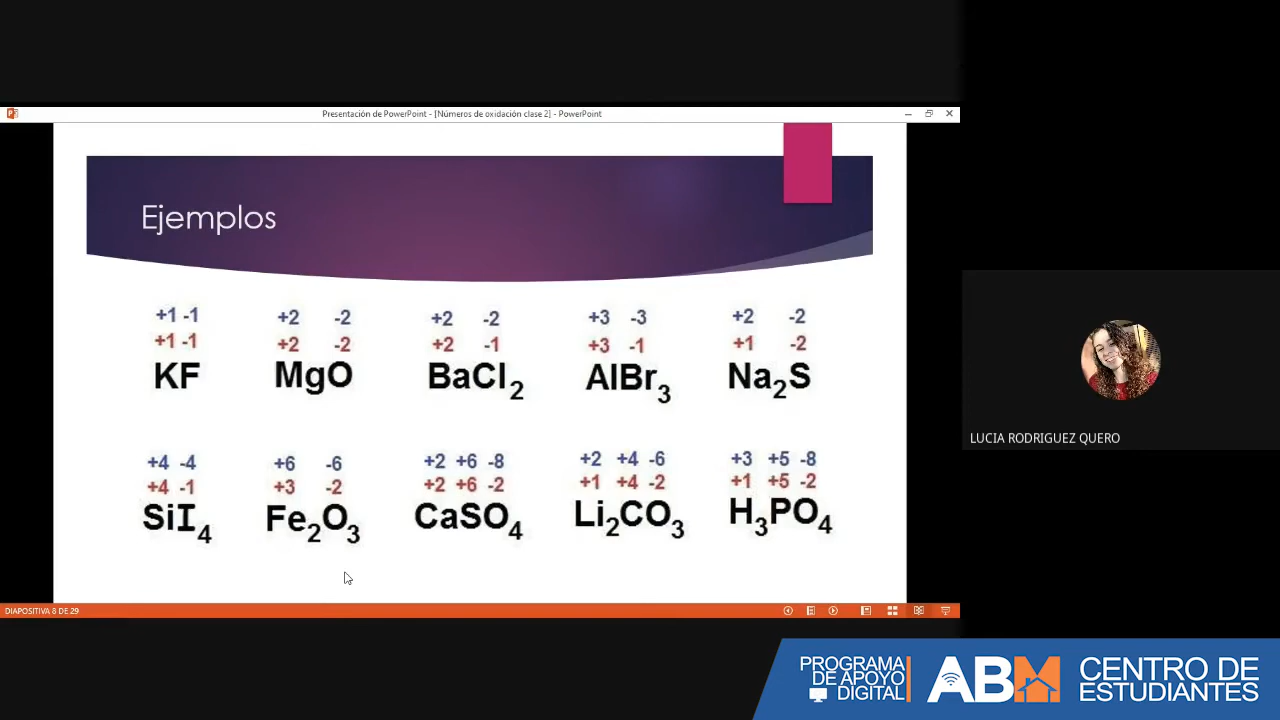 Presentación de PowerPoint - [Números de oxidación clase 2] - PowerPoint
Ejemplos
+1 -1 +2 -2 +2 -2 +3 -3 +2 -2
+1 -1 +2 -2 +2 -1 +3 -1 +1 -2
KF MgO BaCl2 AlBr3 Na2S
+4 -4 +6 -6 +2 +6 -8 +2 +4 -6 +3 +5 -8
+4 -1 +3 -2 +2 +6 -2 +1 +4 -2 +1 +5 -2
SiI4 Fe2O3 CaSO4 Li2CO3 H3PO4
LUCIA RODRIGUEZ QUERO
DIAPOSITIVA 8 DE 29
PROGRAMA
DE APOYO
DIGITAL
ABM
CENTRO DE
ESTUDIANTES